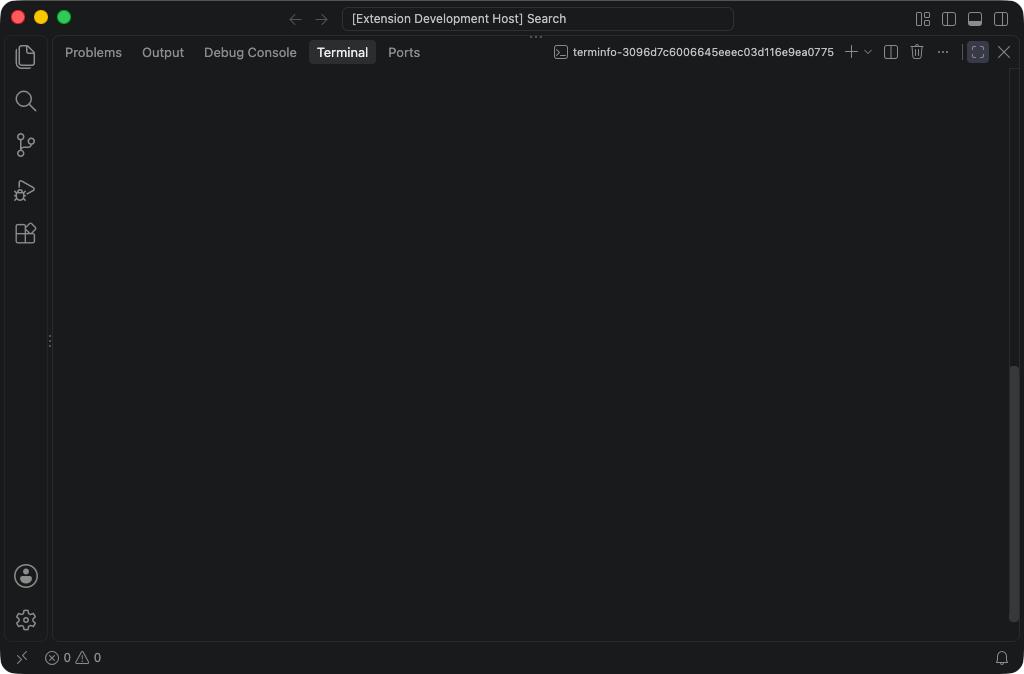 [Extension Development Host] Search
Problems Output Debug Console Terminal Ports
terminfo-3096d7c6006645eeec03d116e9ea0775
0 0